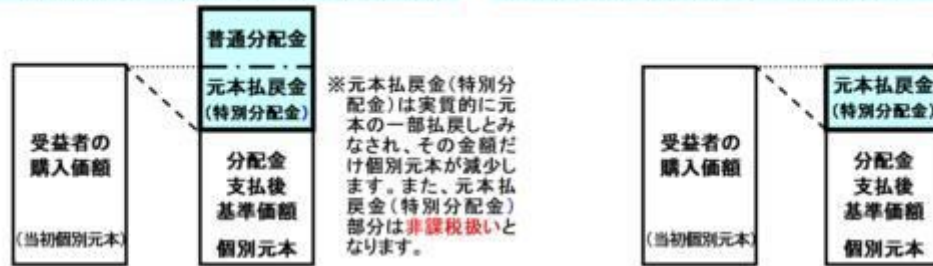 普通分配金
元本払戻金
(特別分配金)
受益者の
購入価額
(当初個別元本)
分配金
支払後
基準価額
個別元本
※元本払戻金(特別分
配金)は実質的に元
本の一部払戻しとみ
なされ、その金額だ
け個別元本が減少し
ます。また、元本払
戻金(特別分配金)
部分は非課税扱いと
なります。
元本払戻金
(特別分配金)
受益者の
購入価額
(当初個別元本)
分配金
支払後
基準価額
個別元本